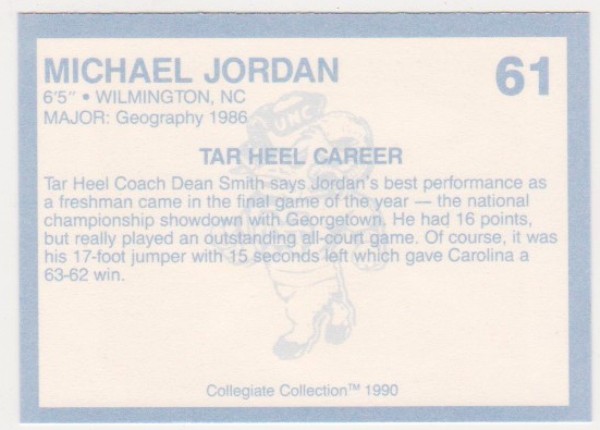 MICHAEL JORDAN 61
6'5" • WILMINGTON, NC
MAJOR: Geography 1986
UNC
TAR HEEL CAREER
Tar Heel Coach Dean Smith says Jordan's best performance as
a freshman came in the final game of the year — the national
championship showdown with Georgetown. He had 16 points,
but really played an outstanding all-court game. Of course, it was
his 17-foot jumper with 15 seconds left which gave Carolina a
63-62 win.
Collegiate Collection™ 1990